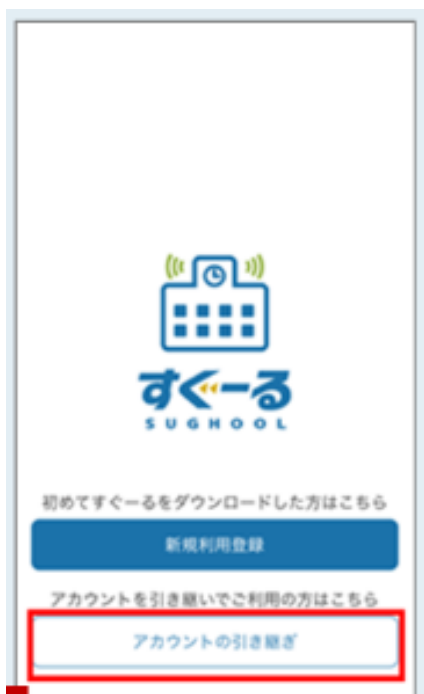 すぐーる
SUGHOOL
初めてすぐーるをダウンロードした方はこちら
新規利用登録
アカウントを引き継いでご利用の方はこちら
アカウントの引き継ぎ